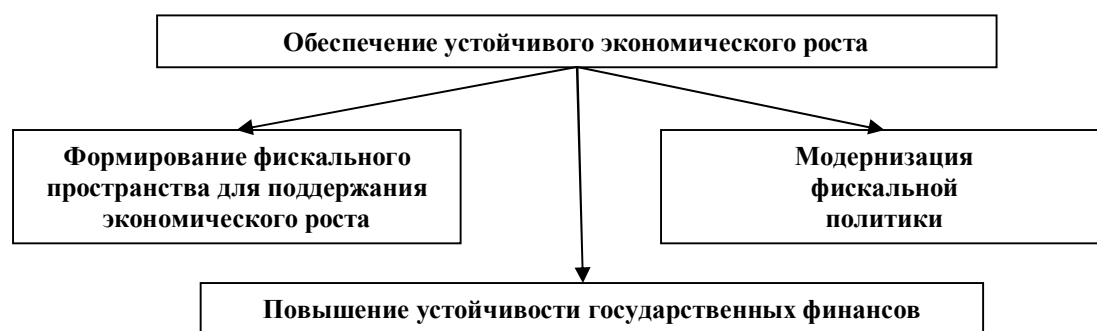 Обеспечение устойчивого экономического роста
Формирование фискального
пространства для поддержания
экономического роста
Модернизация
фискальной
политики
Повышение устойчивости государственных финансов